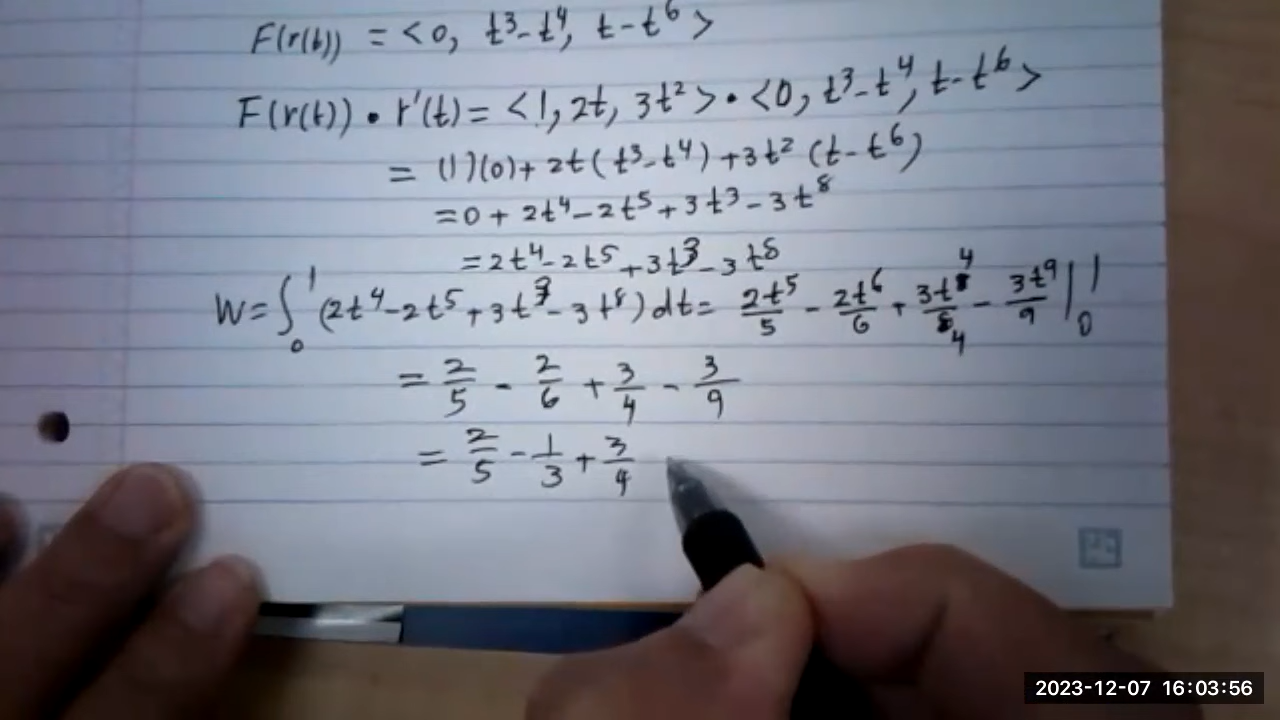 F(r(t)) = <0, t³-t⁴, t-t⁶>
F(r(t)) • r'(t) = <1, 2t, 3t²> • <0, t³-t⁴, t-t⁶>
= (1)(0) + 2t(t³-t⁴) + 3t²(t-t⁶)
= 0 + 2t⁴ - 2t⁵ + 3t³ - 3t⁸
= 2t⁴ - 2t⁵ + 3t³ - 3t⁸
W = ∫₀¹ (2t⁴ - 2t⁵ + 3t³ - 3t⁸) dt = 2t⁵/5 - 2t⁶/6 + 3t⁴/4 - 3t⁹/9 |₀¹
= 2/5 - 2/6 + 3/4 - 3/9
= 2/5 - 1/3 + 3/4
2023-12-07 16:03:56